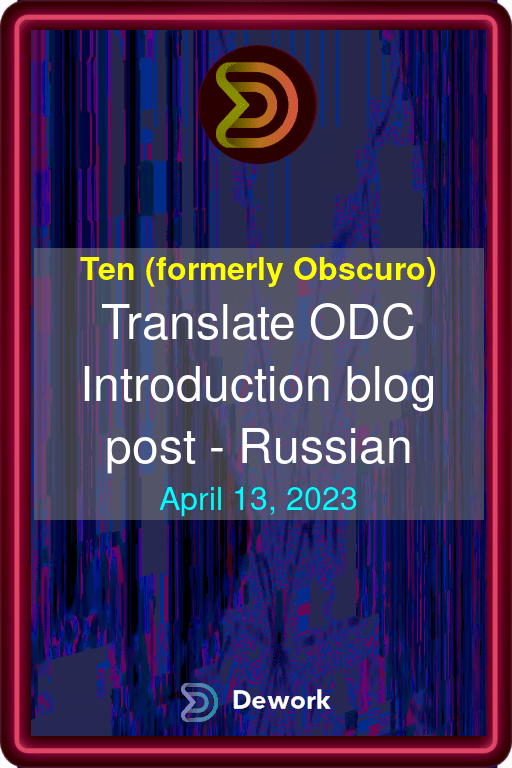 Ten (formerly Obscuro)
Translate ODC
Introduction blog
post - Russian
April 13, 2023
Dework